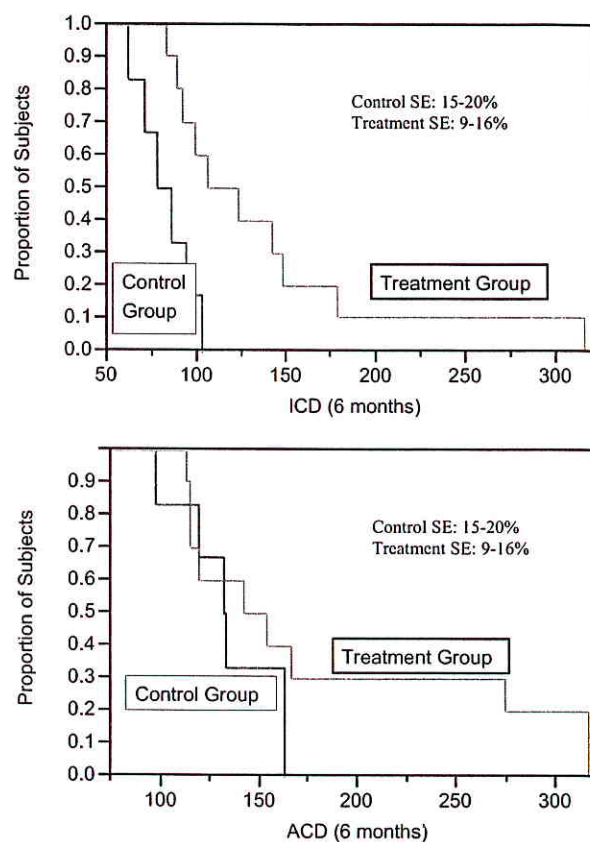 Proportion of Subjects
1.0
0.9
0.8
0.7
0.6
0.5
0.4
0.3
0.2
0.1
0.0
Control SE: 15-20%
Treatment SE: 9-16%
Control
Group
Treatment Group
50
100
150
200
250
300
ICD (6 months)
Proportion of Subjects
0.9
0.8
0.7
0.6
0.5
0.4
0.3
0.2
0.1
0.0
Control SE: 15-20%
Treatment SE: 9-16%
Treatment Group
Control Group
100
150
200
250
300
ACD (6 months)